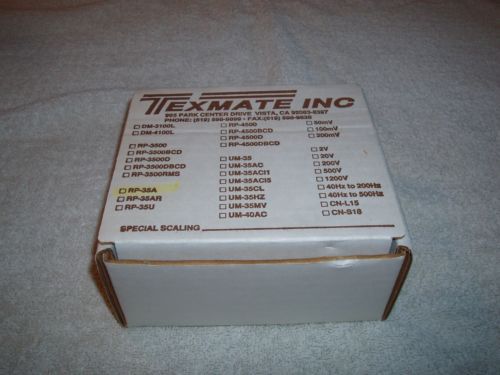 TEXMATE INC
995 PARK CENTER DRIVE VISTA, CA 92083-8397
PHONE: (619) 598-9899 - FAX:(619) 598-9828
DM-3100L
DM-4100L
RP-3500
RP-3500BCD
RP-3500D
RP-3500DBCD
RP-3500RMS
RP-35A
RP-35AR
RP-35U
RP-4500
RP-4500BCD
RP-4500D
RP-4500DBCD
UM-35
UM-35AC
UM-35ACI1
UM-35ACI5
UM-35CL
UM-35HZ
UM-35MV
UM-40AC
50mV
100mV
200mV
2V
20V
200V
500V
1200V
40Hz to 200Hz
40Hz to 500Hz
CN-L15
CN-S18
SPECIAL SCALING